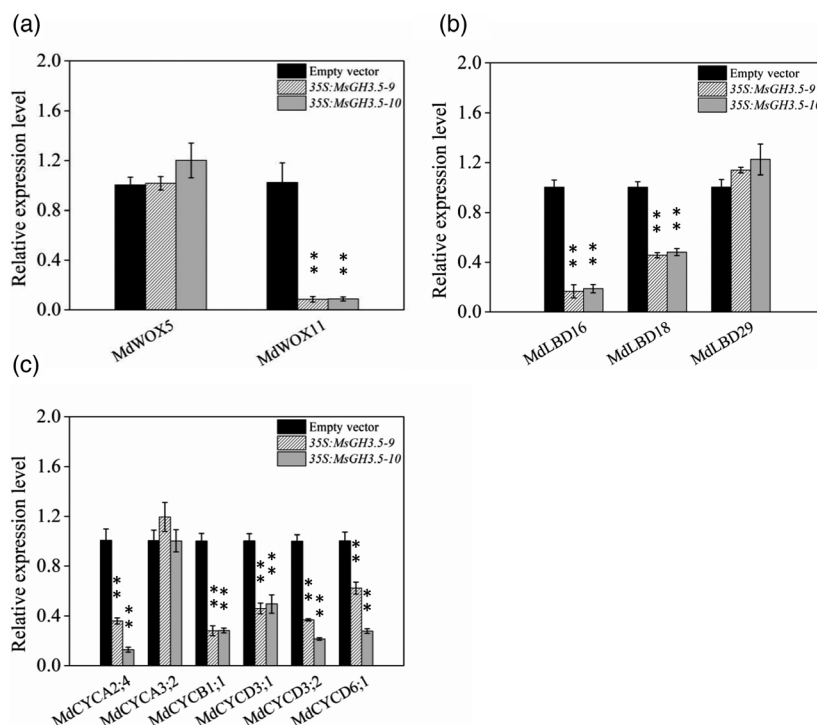 (a)
Relative expression level
2.0
1.6
1.2
0.8
0.4
0.0
Empty vector
35S:MsGH3.5-9
35S:MsGH3.5-10
**
**
MdWOX5
MdWOX11
(b)
Relative expression level
2.0
1.6
1.2
0.8
0.4
0.0
Empty vector
35S:MsGH3.5-9
35S:MsGH3.5-10
**
**
**
**
MdLBD16
MdLBD18
MdLBD29
(c)
Relative expression level
2.0
1.6
1.2
0.8
0.4
0.0
Empty vector
35S:MsGH3.5-9
35S:MsGH3.5-10
**
**
**
**
**
**
**
**
**
**
MdCYCA2;4
MdCYCA3;2
MdCYCB1;1
MdCYCD3;1
MdCYCD3;2
MdCYCD6;1